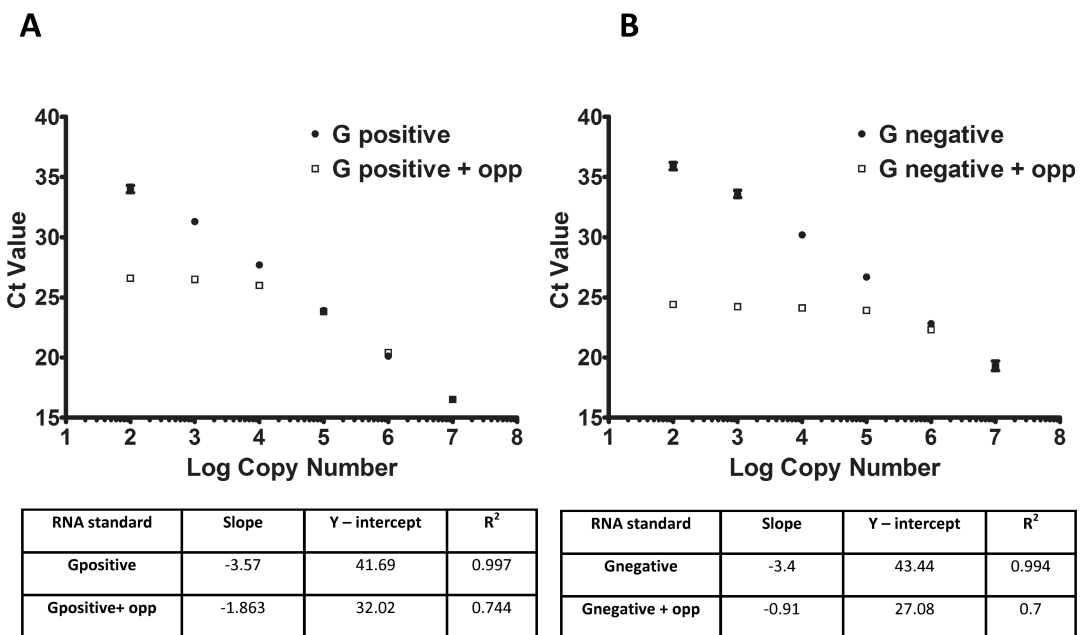 A
B
40
35
30
25
20
15
Ct Value
G positive
G positive + opp
1 2 3 4 5 6 7 8
Log Copy Number
40
35
30
25
20
15
Ct Value
G negative
G negative + opp
1 2 3 4 5 6 7 8
Log Copy Number
RNA standard Slope Y – intercept R²
Gpositive -3.57 41.69 0.997
Gpositive+ opp -1.863 32.02 0.744
RNA standard Slope Y – intercept R²
Gnegative -3.4 43.44 0.994
Gnegative + opp -0.91 27.08 0.7